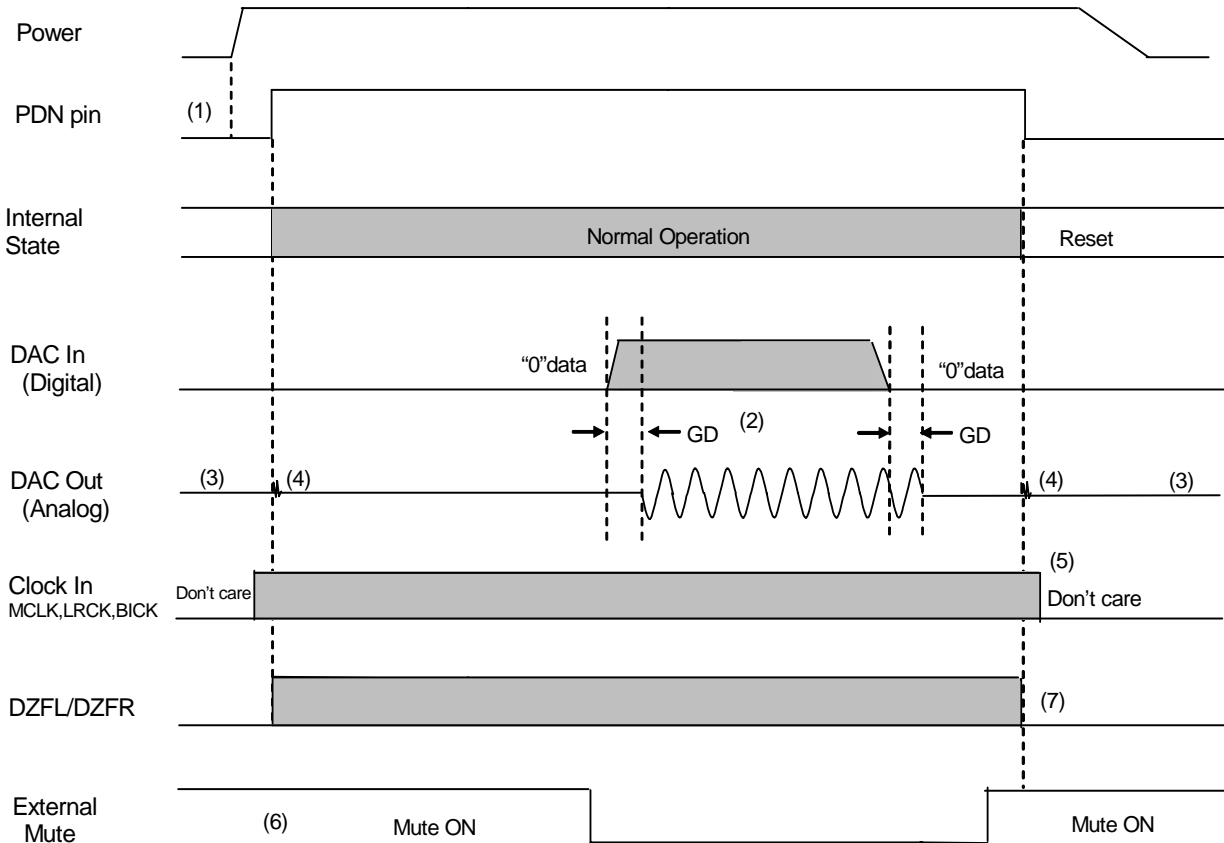 Power
PDN pin
(1)
Internal
State
Normal Operation
Reset
DAC In
(Digital)
“0”data
“0”data
(2)
GD
GD
DAC Out
(Analog)
(3)
(4)
(4)
(3)
Clock In
MCLK,LRCK,BICK
Don’t care
(5)
Don’t care
DZFL/DZFR
(7)
External
Mute
(6)
Mute ON
Mute ON